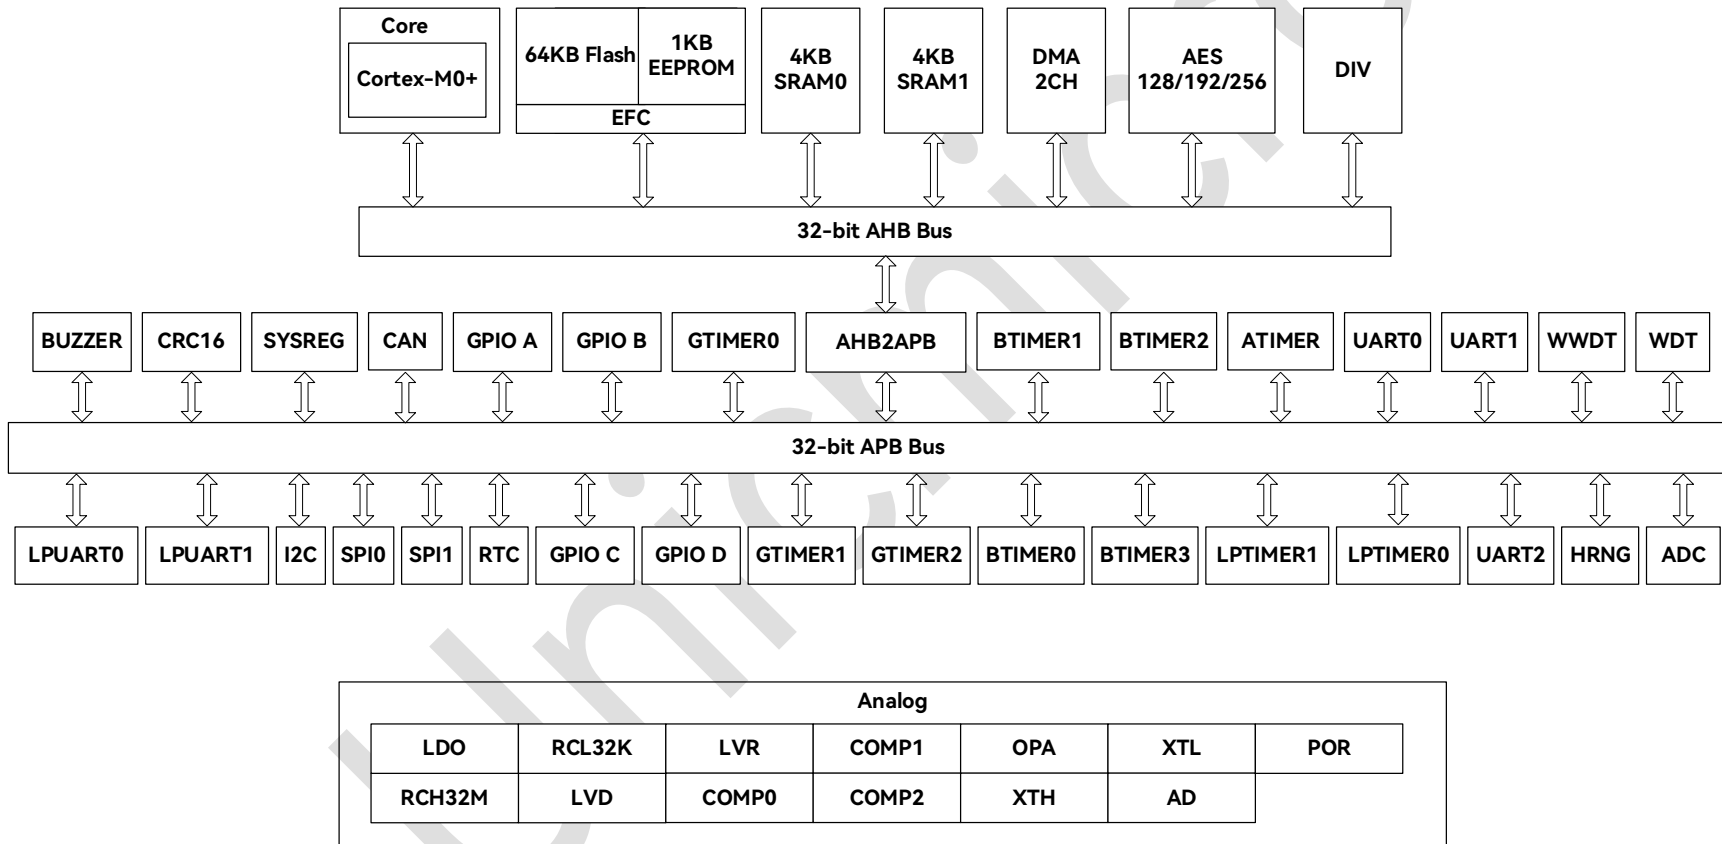 Core
Cortex-M0+
64KB Flash
1KB
EEPROM
EFC
4KB
SRAM0
4KB
SRAM1
DMA
2CH
AES
128/192/256
DIV
32-bit AHB Bus
BUZZER
CRC16
SYSREG
CAN
GPIO A
GPIO B
GTIMER0
AHB2APB
BTIMER1
BTIMER2
ATIMER
UART0
UART1
WWDT
WDT
32-bit APB Bus
LPUART0
LPUART1
I2C
SPI0
SPI1
RTC
GPIO C
GPIO D
GTIMER1
GTIMER2
BTIMER0
BTIMER3
LPTIMER1
LPTIMER0
UART2
HRNG
ADC
Analog
LDO
RCL32K
LVR
COMP1
OPA
XTL
POR
RCH32M
LVD
COMP0
COMP2
XTH
AD